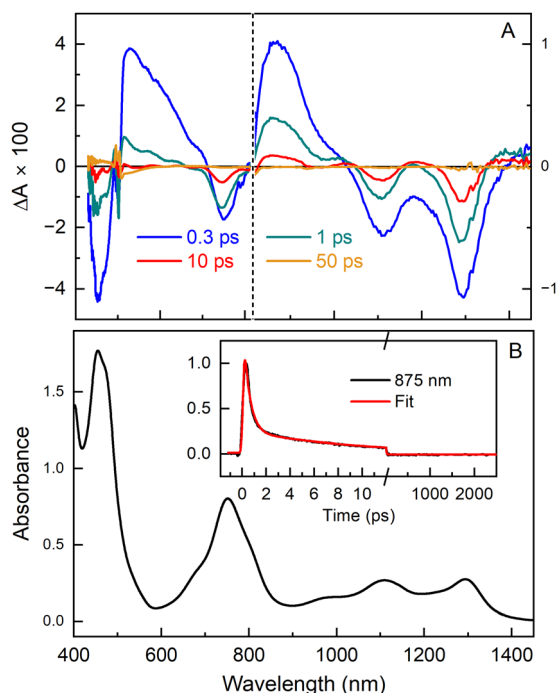 A
4
2
0
−2
−4
ΔA × 100
1
0
−1
0.3 ps
1 ps
10 ps
50 ps
B
1.5
1.0
0.5
0.0
Absorbance
1.0
0.5
0.0
875 nm
Fit
0 2 4 6 8 10 1000 2000
Time (ps)
400 600 800 1000 1200 1400
Wavelength (nm)